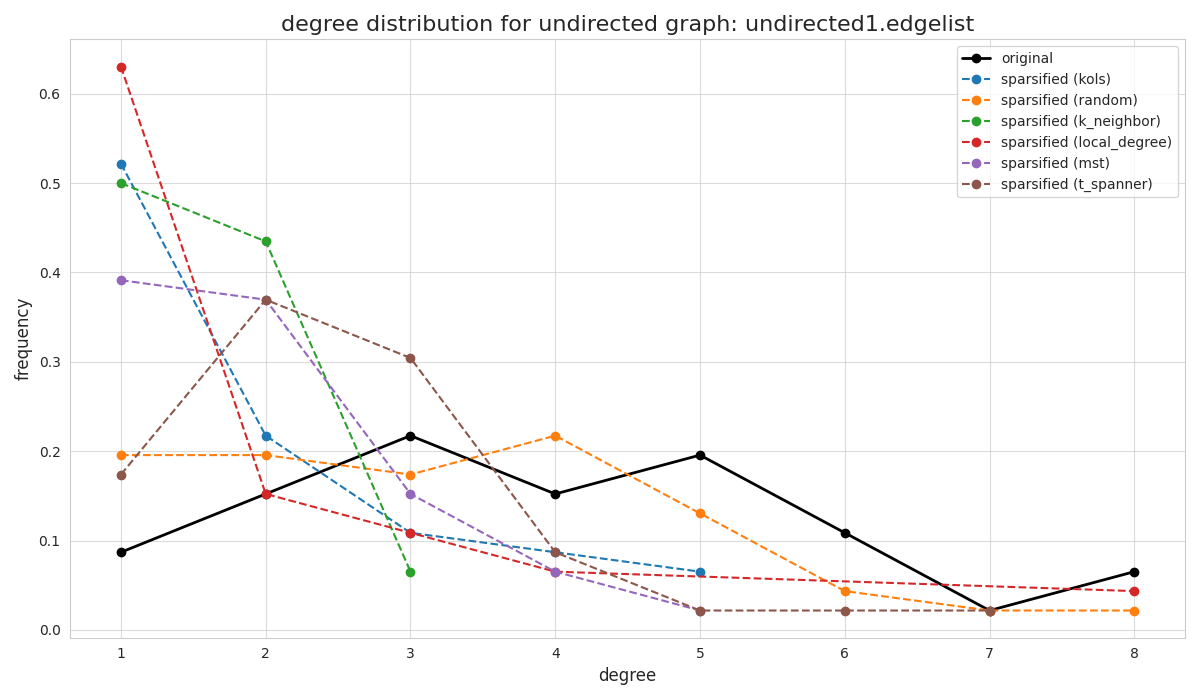 degree distribution for undirected graph: undirected1.edgelist
original
sparsified (kols)
sparsified (random)
sparsified (k_neighbor)
sparsified (local_degree)
sparsified (mst)
sparsified (t_spanner)
frequency
0.6
0.5
0.4
0.3
0.2
0.1
0.0
1 2 3 4 5 6 7 8
degree